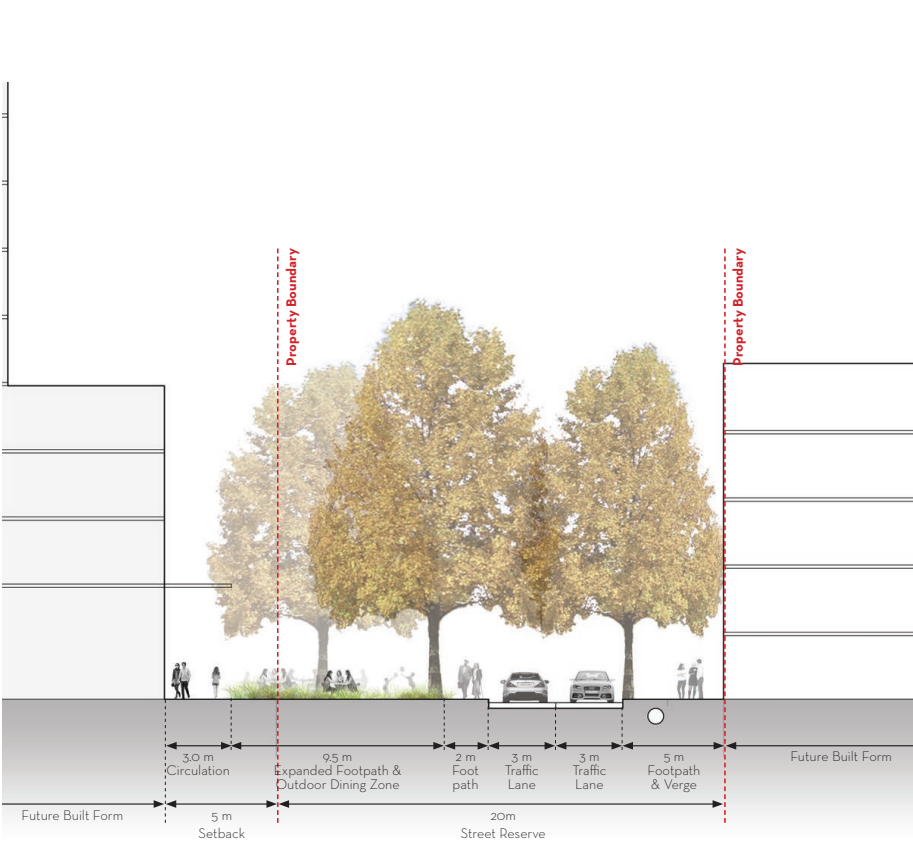 Property Boundary
Property Boundary
3.0 m
Circulation
9.5 m
Expanded Footpath &
Outdoor Dining Zone
2 m
Foot
path
3 m
Traffic
Lane
3 m
Traffic
Lane
5 m
Footpath
& Verge
Future Built Form
Future Built Form
5 m
Setback
20m
Street Reserve